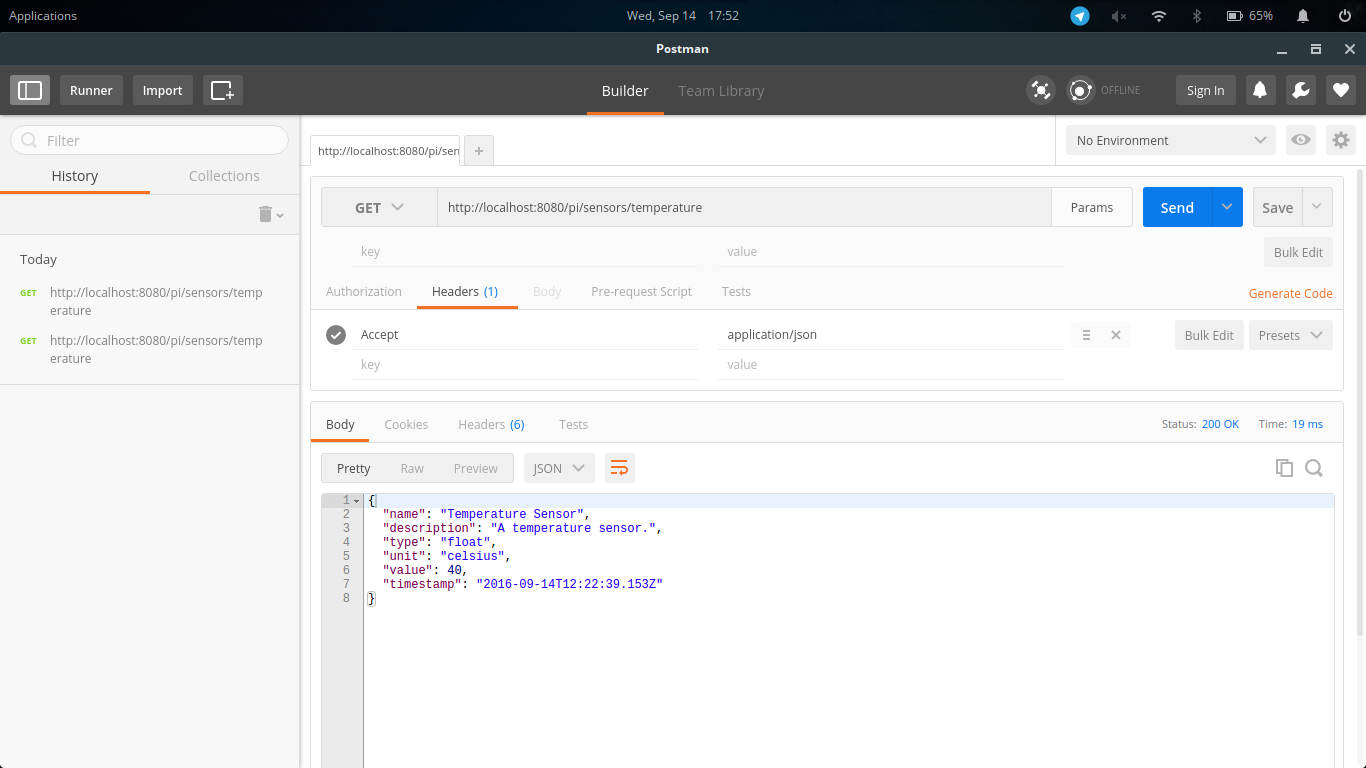 Applications
Wed, Sep 14 17:52
65%
Postman
Runner
Import
Builder
Team Library
OFFLINE
Sign In
Filter
History
Collections
Today
GET http://localhost:8080/pi/sensors/temp
erature
GET http://localhost:8080/pi/sensors/temp
erature
http://localhost:8080/pi/sen
+
No Environment
GET
http://localhost:8080/pi/sensors/temperature
Params
Send
Save
key
value
Bulk Edit
Authorization
Headers (1)
Body
Pre-request Script
Tests
Generate Code
Accept
application/json
Bulk Edit
Presets
key
value
Body
Cookies
Headers (6)
Tests
Status: 200 OK
Time: 19 ms
Pretty
Raw
Preview
JSON
1 {
2 "name": "Temperature Sensor",
3 "description": "A temperature sensor.",
4 "type": "float",
5 "unit": "celsius",
6 "value": 40,
7 "timestamp": "2016-09-14T12:22:39.153Z"
8 }